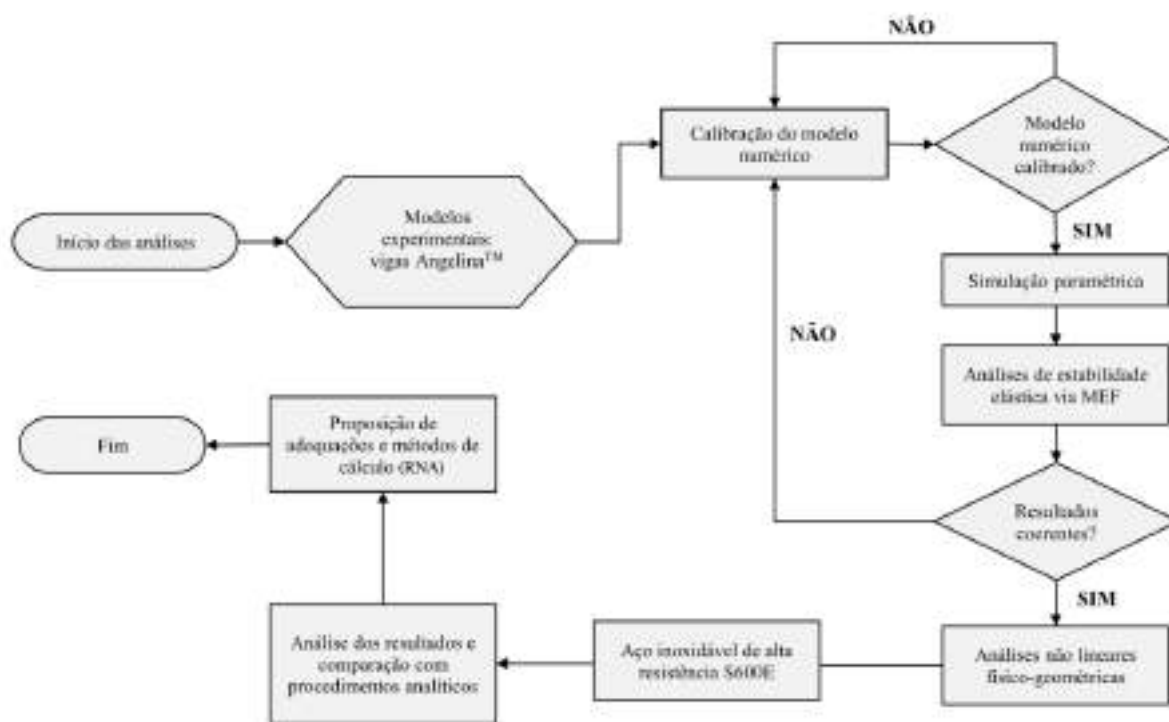 Início das análises
Modelos
experimentais:
vigas Angelina™
Calibração do modelo
numérico
NÃO
Modelo
numérico
calibrado?
SIM
Simulação paramétrica
Análises de estabilidade
elástica via MEF
NÃO
Resultados
coerentes?
SIM
Análises não lineares
físico-geométricas
Aço inoxidável de alta
resistência S600E
Análise dos resultados e
comparação com
procedimentos analíticos
Proposição de
adequações e métodos de
cálculo (RNA)
Fim